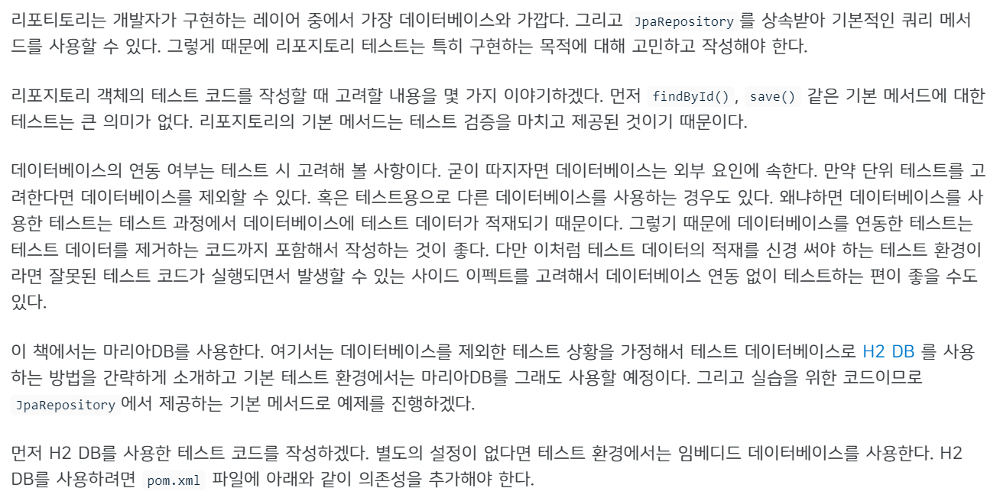 리포티토리는 개발자가 구현하는 레이어 중에서 가장 데이터베이스와 가깝다. 그리고 JpaRepository 를 상속받아 기본적인 쿼리 메서
드를 사용할 수 있다. 그렇게 때문에 리포지토리 테스트는 특히 구현하는 목적에 대해 고민하고 작성해야 한다.
리포지토리 객체의 테스트 코드를 작성할 때 고려할 내용을 몇 가지 이야기하겠다. 먼저 findById() , save() 같은 기본 메서드에 대한
테스트는 큰 의미가 없다. 리포지토리의 기본 메서드는 테스트 검증을 마치고 제공된 것이기 때문이다.
데이터베이스의 연동 여부는 테스트 시 고려해 볼 사항이다. 굳이 따지자면 데이터베이스는 외부 요인에 속한다. 만약 단위 테스트를 고
려한다면 데이터베이스를 제외할 수 있다. 혹은 테스트용으로 다른 데이터베이스를 사용하는 경우도 있다. 왜냐하면 데이터베이스를 사
용한 테스트는 테스트 과정에서 데이터베이스에 테스트 데이터가 적재되기 때문이다. 그렇기 때문에 데이터베이스를 연동한 테스트는
테스트 데이터를 제거하는 코드까지 포함해서 작성하는 것이 좋다. 다만 이처럼 테스트 데이터의 적재를 신경 써야 하는 테스트 환경이
라면 잘못된 테스트 코드가 실행되면서 발생할 수 있는 사이드 이펙트를 고려해서 데이터베이스 연동 없이 테스트하는 편이 좋을 수도
있다.
이 책에서는 마리아DB를 사용한다. 여기서는 데이터베이스를 제외한 테스트 상황을 가정해서 테스트 데이터베이스로 H2 DB 를 사용
하는 방법을 간략하게 소개하고 기본 테스트 환경에서는 마리아DB를 그래도 사용할 예정이다. 그리고 실습을 위한 코드이므로
JpaRepository 에서 제공하는 기본 메서드로 예제를 진행하겠다.
먼저 H2 DB를 사용한 테스트 코드를 작성하겠다. 별도의 설정이 없다면 테스트 환경에서는 임베디드 데이터베이스를 사용한다. H2
DB를 사용하려면 pom.xml 파일에 아래와 같이 의존성을 추가해야 한다.